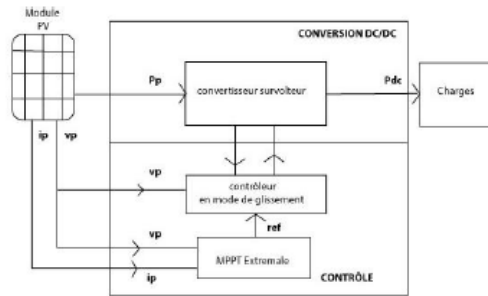 Module
PV
CONVERSION DC/DC
Pp
convertisseur survolteur
Pdc
Charges
ip
vp
vp
contrôleur
en mode de glissement
ref
vp
MPPT Extremale
ip
CONTRÔLE